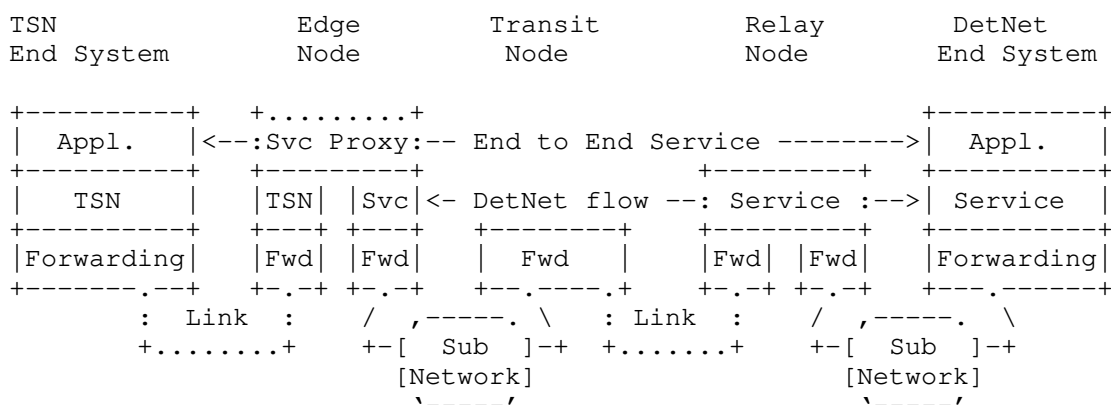 TSN Edge Transit Relay DetNet
End System Node Node Node End System
+----------+ +.........+ +----------+
| Appl. |<--:Svc Proxy:-- End to End Service -------->| Appl. |
+----------+ +---------+ +---------+ +----------+
| TSN | |TSN| |Svc|<- DetNet flow --: Service :-->| Service |
+----------+ +---+ +---+ +--------+ +---------+ +----------+
|Forwarding| |Fwd| |Fwd| | Fwd | |Fwd| |Fwd| |Forwarding|
+-------.--+ +-.-+ +-.-+ +--.----.+ +-.-+ +-.-+ +---.------+
: Link : / ,-----. \ : Link : / ,-----. \
+........+ +-[ Sub ]-+ +.......+ +-[ Sub ]-+
[Network] [Network]
`-----' `-----'